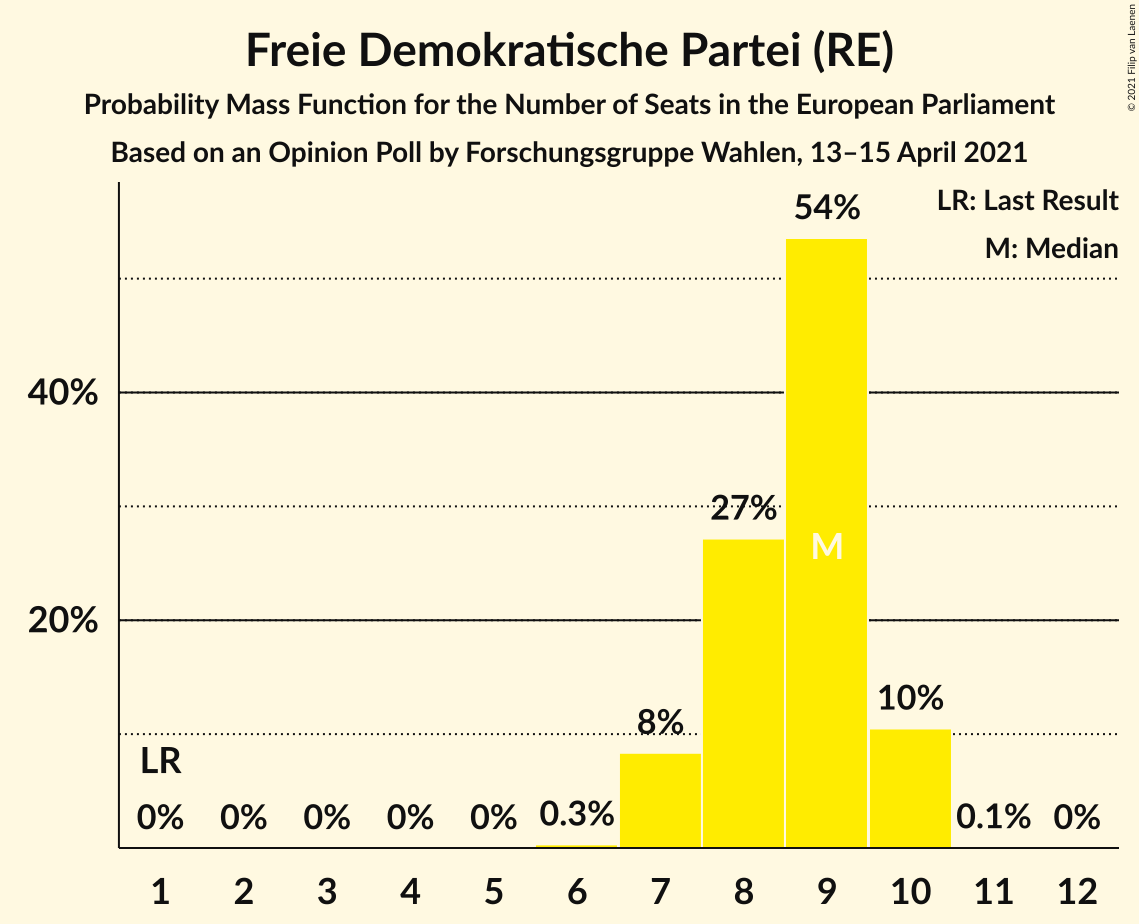 Freie Demokratische Partei (RE)
Probability Mass Function for the Number of Seats in the European Parliament
Based on an Opinion Poll by Forschungsgruppe Wahlen, 13–15 April 2021
© 2021 Filip van Laenen
LR: Last Result
M: Median
54%
40%
27%
M
20%
10%
8%
LR
0% 0% 0% 0% 0% 0.3% 0.1% 0%
1 2 3 4 5 6 7 8 9 10 11 12